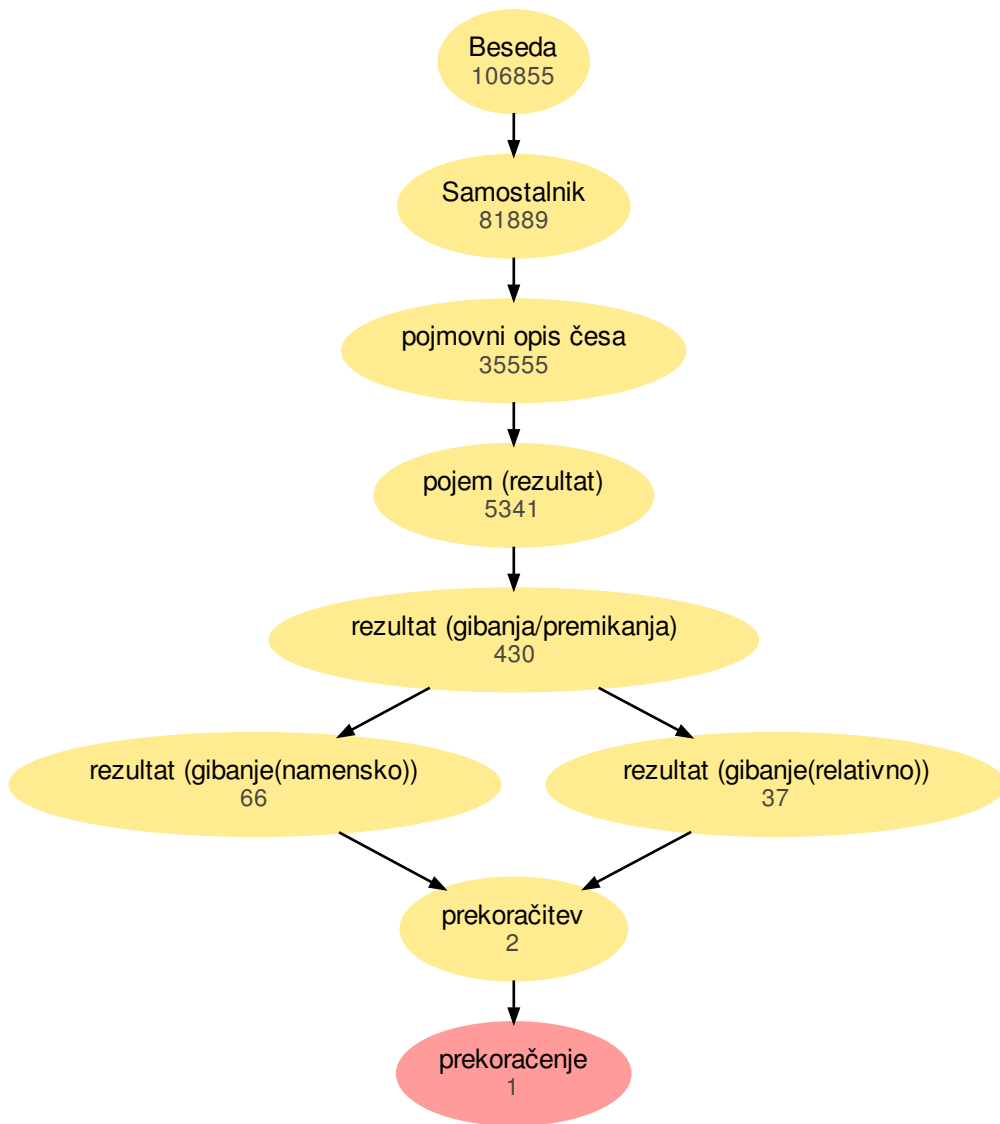 Beseda
106855
Samostalnik
81889
pojmovni opis česa
35555
pojem (rezultat)
5341
rezultat (gibanja/premikanja)
430
rezultat (gibanje(namensko))
66
rezultat (gibanje(relativno))
37
prekoračitev
2
prekoračenje
1